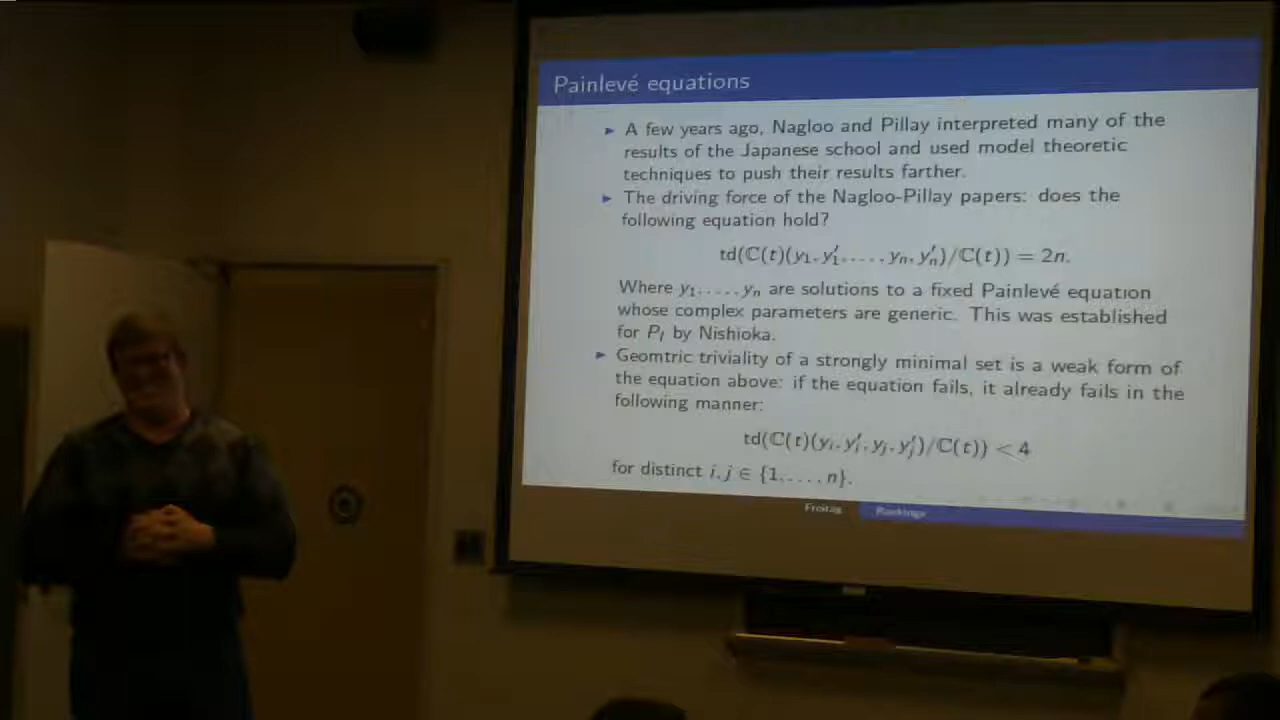 Painlevé equations
► A few years ago, Nagloo and Pillay interpreted many of the
results of the Japanese school and used model theoretic
techniques to push their results farther.
► The driving force of the Nagloo-Pillay papers: does the
following equation hold?
td(ℂ(t)(y₁, y₁′, . . . , yₙ, yₙ′)/ℂ(t)) = 2n.
Where y₁, . . . , yₙ are solutions to a fixed Painlevé equation
whose complex parameters are generic. This was established
for P_I by Nishioka.
► Geomtric triviality of a strongly minimal set is a weak form of
the equation above: if the equation fails, it already fails in the
following manner:
td(ℂ(t)(yᵢ, yᵢ′, yⱼ, yⱼ′)/ℂ(t)) < 4
for distinct i, j ∈ {1, . . . , n}.
Freitag Rankings